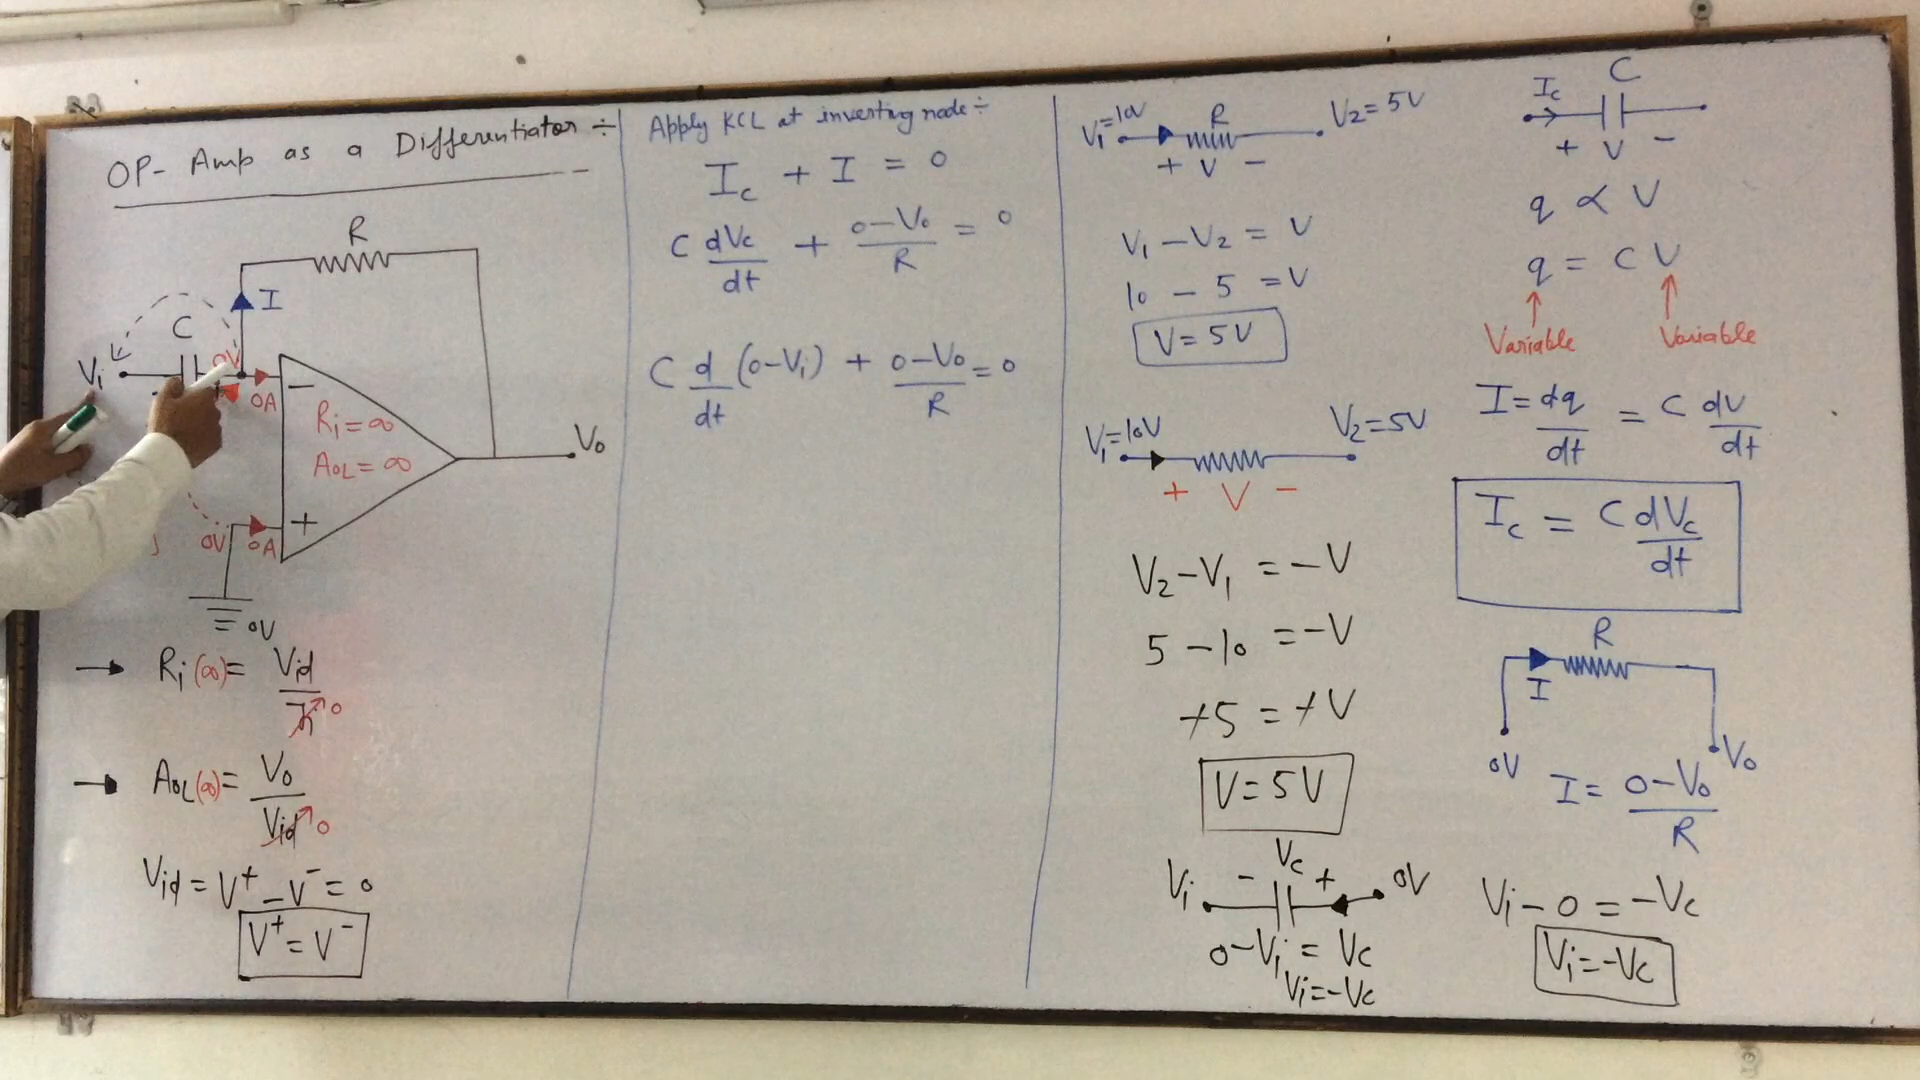 OP-Amp as a Differentiator ÷
R
I
C
Vi
0V
0A
−
Ri=∞
AOL=∞
Vo
+
0V
0A
0V
→ Ri(∞)= Vid/I 0
→ AOL(∞)= Vo/Vid 0
Vid = V⁺ − V⁻ = 0
V⁺ = V⁻
Apply KCL at inverting node ÷
Ic + I = 0
C dVc/dt + 0−Vo/R = 0
C d/dt (0−Vi) + 0−Vo/R = 0
V1=10V R V2=5V
+ V −
V1−V2 = V
10 − 5 = V
V=5V
V1=10V V2=5V
+ V −
V2−V1 = −V
5 −10 = −V
+5 = +V
V=5V
Vc
Vi − + 0V
0−Vi = Vc
Vi=−Vc
Ic C
+ V −
q ∝ V
q = C V
Variable Variable
I= dq/dt = C dV/dt
Ic = C dVc/dt
R
I
0V Vo
I= 0−Vo/R
Vi − 0 = −Vc
Vi=−Vc